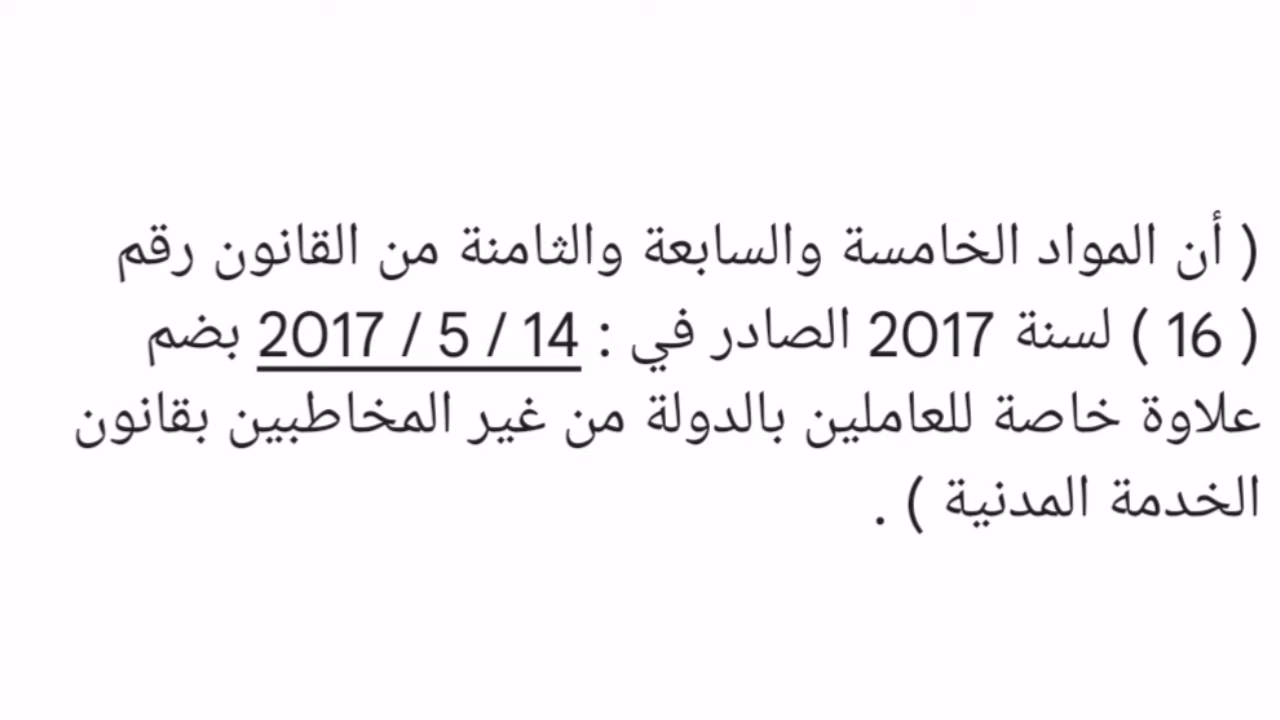 ( أن المواد الخامسة والسابعة والثامنة من القانون رقم
( 16 ) لسنة 2017 الصادر في : 14 / 5 / 2017 بضم
علاوة خاصة للعاملين بالدولة من غير المخاطبين بقانون
الخدمة المدنية ) .